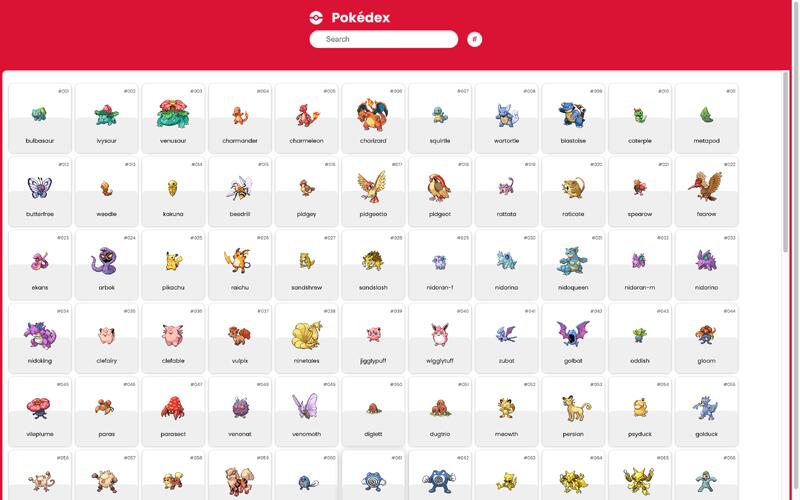 Pokédex
Search
#
#001 #002 #003 #004 #005 #006 #007 #008 #009 #010 #011
bulbasaur ivysaur venusaur charmander charmeleon charizard squirtle wartortle blastoise caterpie metapod
#012 #013 #014 #015 #016 #017 #018 #019 #020 #021 #022
butterfree weedle kakuna beedrill pidgey pidgeotto pidgeot rattata raticate spearow fearow
#023 #024 #025 #026 #027 #028 #029 #030 #031 #032 #033
ekans arbok pikachu raichu sandshrew sandslash nidoran-f nidorina nidoqueen nidoran-m nidorino
#034 #035 #036 #037 #038 #039 #040 #041 #042 #043 #044
nidoking clefairy clefable vulpix ninetales jigglypuff wigglytuff zubat golbat oddish gloom
#045 #046 #047 #048 #049 #050 #051 #052 #053 #054 #055
vileplume paras parasect venonat venomoth diglett dugtrio meowth persian psyduck golduck
#056 #057 #058 #059 #060 #061 #062 #063 #064 #065 #066